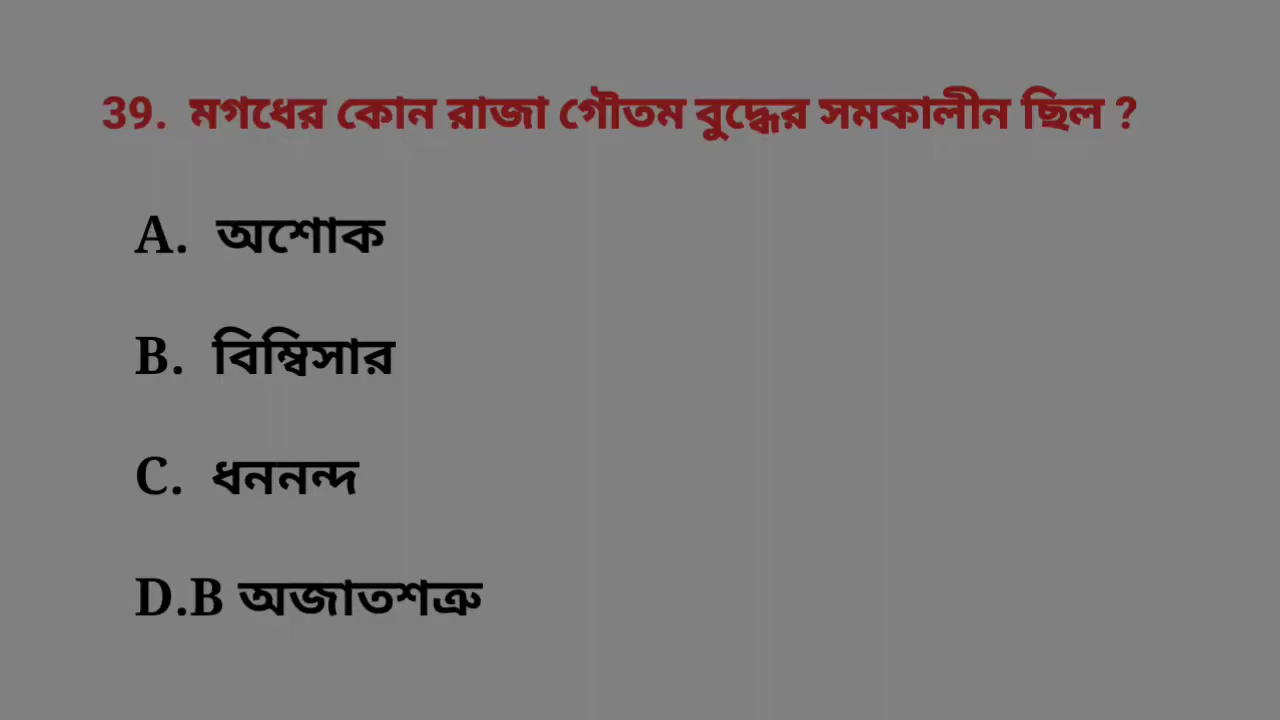 39. মগধের কোন রাজা গৌতম বুদ্ধের সমকালীন ছিল ?
A. অশোক
B. বিম্বিসার
C. ধননন্দ
D.B অজাতশত্রু